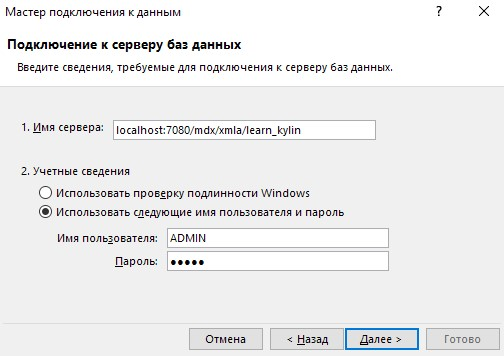 Мастер подключения к данным ? ×
Подключение к серверу баз данных
Введите сведения, требуемые для подключения к серверу баз данных.
1. Имя сервера: localhost:7080/mdx/xmla/learn_kylin
2. Учетные сведения
Использовать проверку подлинности Windows
Использовать следующие имя пользователя и пароль
Имя пользователя: ADMIN
Пароль: •••••
Отмена < Назад Далее > Готово